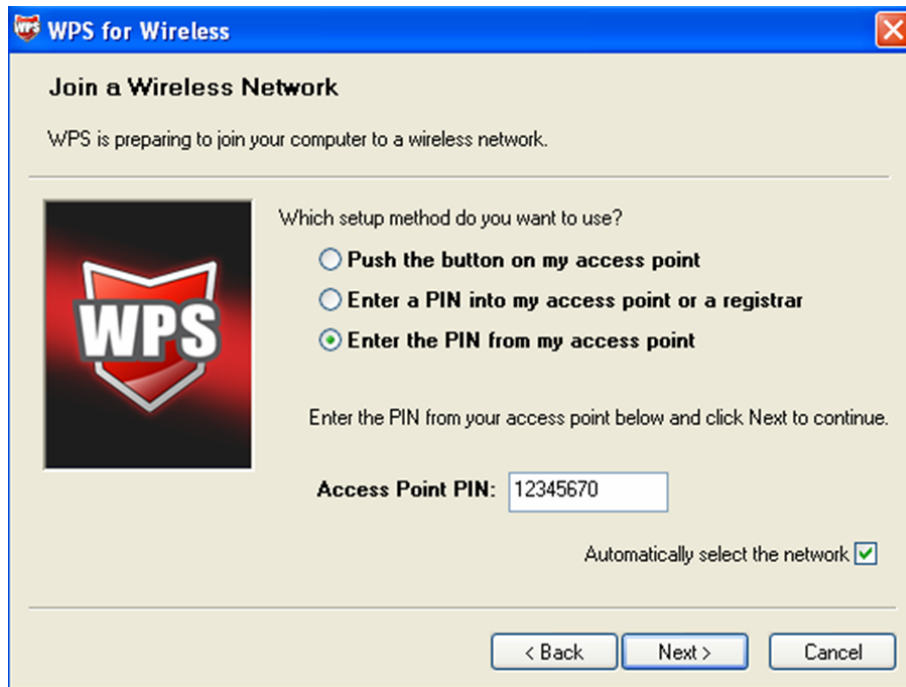 WPS for Wireless
Join a Wireless Network
WPS is preparing to join your computer to a wireless network.
WPS
Which setup method do you want to use?
Push the button on my access point
Enter a PIN into my access point or a registrar
Enter the PIN from my access point
Enter the PIN from your access point below and click Next to continue.
Access Point PIN: 12345670
Automatically select the network
< Back Next > Cancel